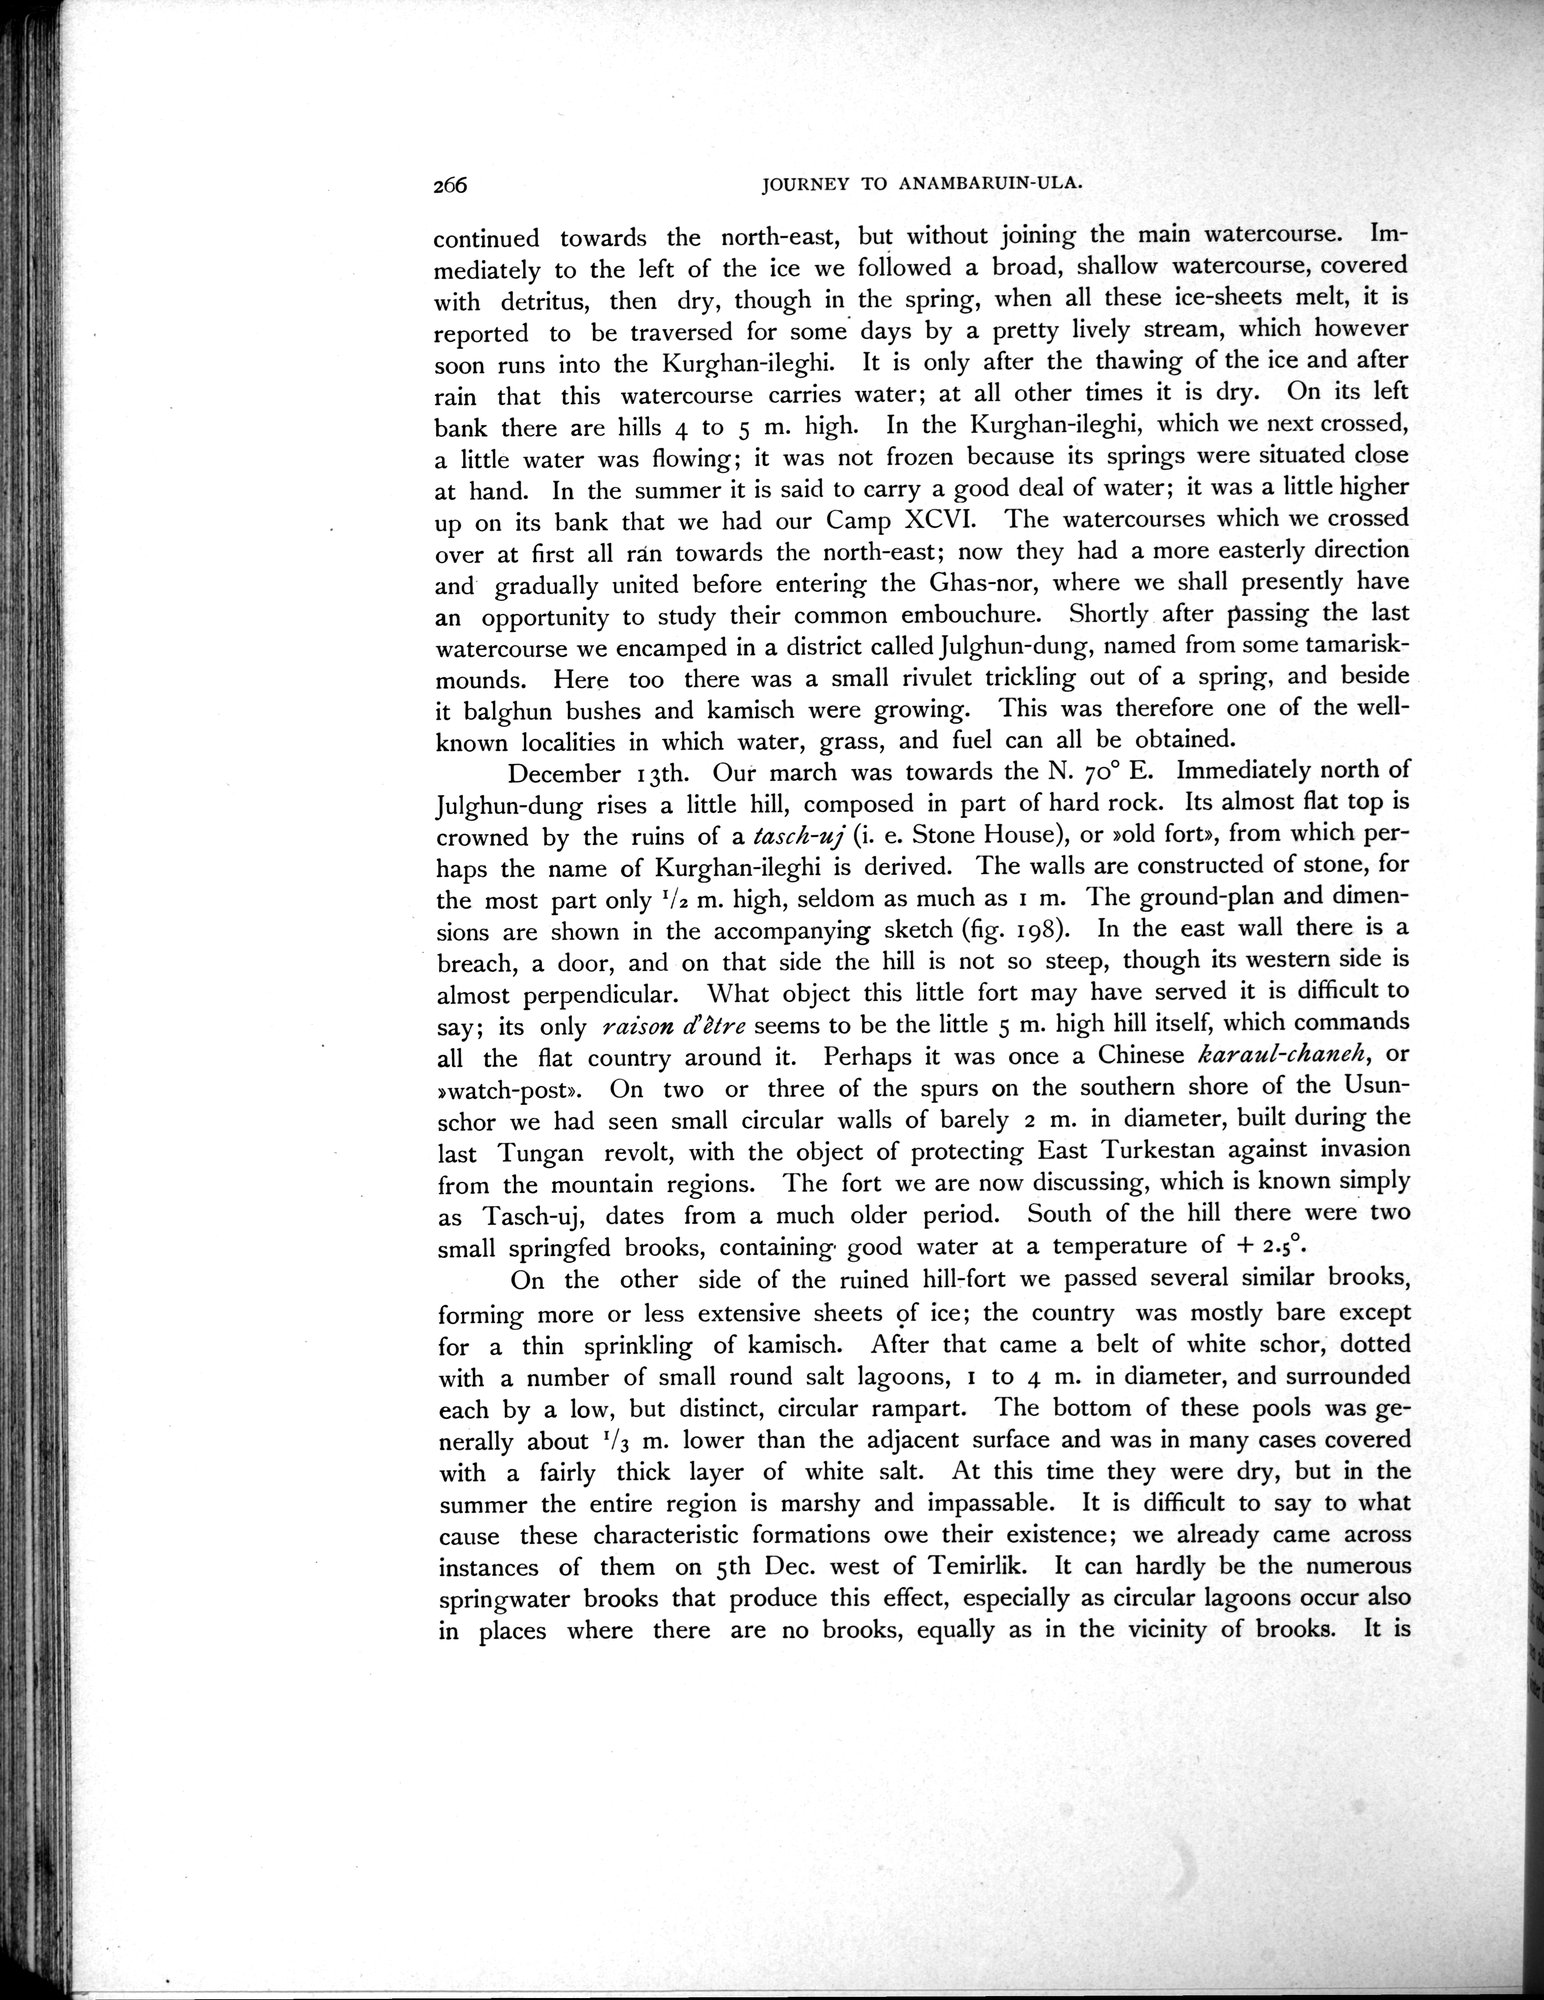 266 JOURNEY TO ANAMBARUIN-ULA.
continued towards the north-east, but without joining the main watercourse. Im-
mediately to the left of the ice we followed a broad, shallow watercourse, covered
with detritus, then dry, though in the spring, when all these ice-sheets melt, it is
reported to be traversed for some days by a pretty lively stream, which however
soon runs into the Kurghan-ileghi. It is only after the thawing of the ice and after
rain that this watercourse carries water; at all other times it is dry. On its left
bank there are hills 4 to 5 m. high. In the Kurghan-ileghi, which we next crossed,
a little water was flowing; it was not frozen because its springs were situated close
at hand. In the summer it is said to carry a good deal of water; it was a little higher
up on its bank that we had our Camp XCVI. The watercourses which we crossed
over at first all ran towards the north-east; now they had a more easterly direction
and gradually united before entering the Ghas-nor, where we shall presently have
an opportunity to study their common embouchure. Shortly after passing the last
watercourse we encamped in a district called Julghun-dung, named from some tamarisk-
mounds. Here too there was a small rivulet trickling out of a spring, and beside
it balghun bushes and kamisch were growing. This was therefore one of the well-
known localities in which water, grass, and fuel can all be obtained.
December 13th. Our march was towards the N. 70° E. Immediately north of
Julghun-dung rises a little hill, composed in part of hard rock. Its almost flat top is
crowned by the ruins of a tasch-uj (i. e. Stone House), or »old fort», from which per-
haps the name of Kurghan-ileghi is derived. The walls are constructed of stone, for
the most part only 1/2 m. high, seldom as much as 1 m. The ground-plan and dimen-
sions are shown in the accompanying sketch (fig. 198). In the east wall there is a
breach, a door, and on that side the hill is not so steep, though its western side is
almost perpendicular. What object this little fort may have served it is difficult to
say; its only raison d'être seems to be the little 5 m. high hill itself, which commands
all the flat country around it. Perhaps it was once a Chinese karaul-chaneh, or
»watch-post». On two or three of the spurs on the southern shore of the Usun-
schor we had seen small circular walls of barely 2 m. in diameter, built during the
last Tungan revolt, with the object of protecting East Turkestan against invasion
from the mountain regions. The fort we are now discussing, which is known simply
as Tasch-uj, dates from a much older period. South of the hill there were two
small springfed brooks, containing good water at a temperature of + 2.5°.
On the other side of the ruined hill-fort we passed several similar brooks,
forming more or less extensive sheets of ice; the country was mostly bare except
for a thin sprinkling of kamisch. After that came a belt of white schor, dotted
with a number of small round salt lagoons, 1 to 4 m. in diameter, and surrounded
each by a low, but distinct, circular rampart. The bottom of these pools was ge-
nerally about 1/3 m. lower than the adjacent surface and was in many cases covered
with a fairly thick layer of white salt. At this time they were dry, but in the
summer the entire region is marshy and impassable. It is difficult to say to what
cause these characteristic formations owe their existence; we already came across
instances of them on 5th Dec. west of Temirlik. It can hardly be the numerous
springwater brooks that produce this effect, especially as circular lagoons occur also
in places where there are no brooks, equally as in the vicinity of brooks. It is